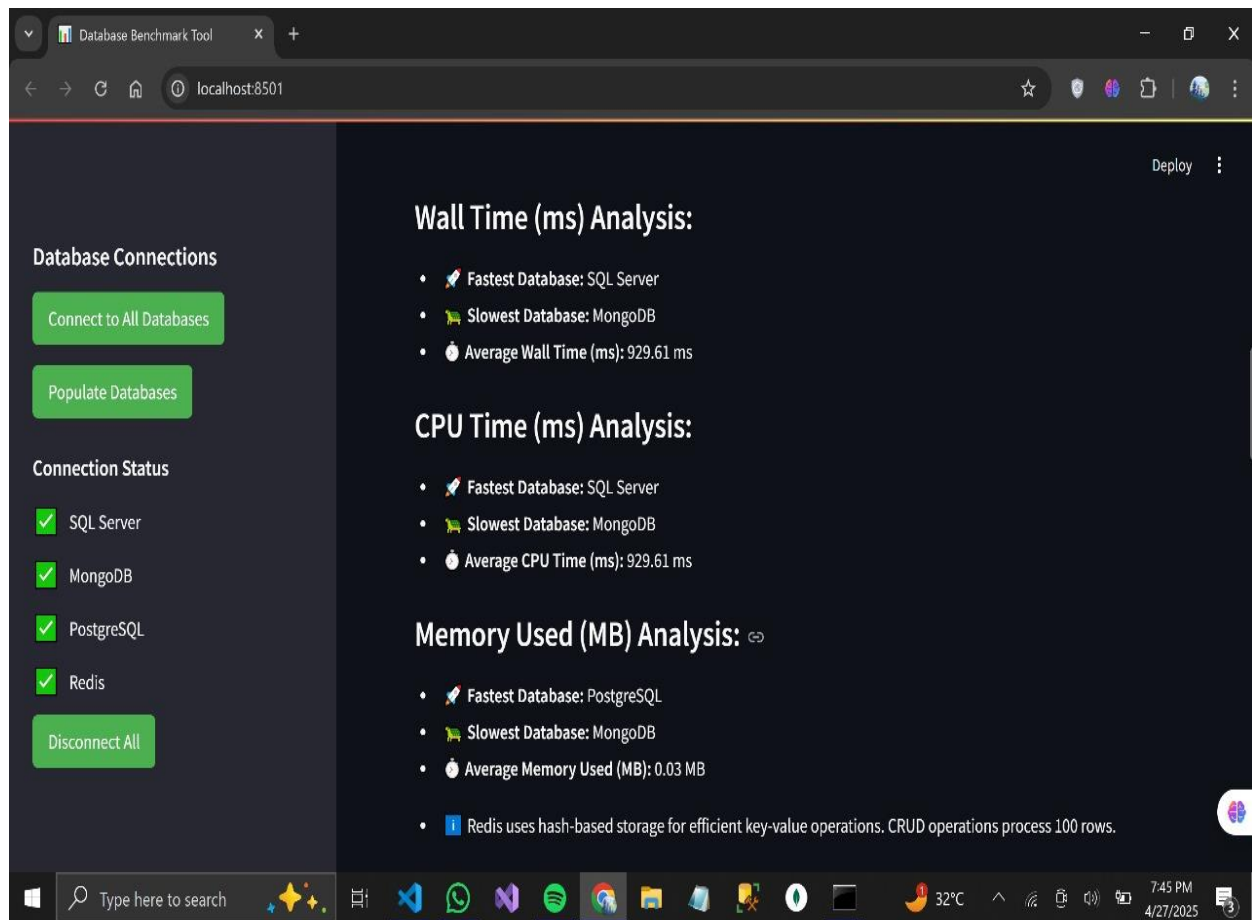 Database Benchmark Tool
localhost:8501
Deploy
Database Connections
Connect to All Databases
Populate Databases
Connection Status
SQL Server
MongoDB
PostgreSQL
Redis
Disconnect All
Wall Time (ms) Analysis:
Fastest Database: SQL Server
Slowest Database: MongoDB
Average Wall Time (ms): 929.61 ms
CPU Time (ms) Analysis:
Fastest Database: SQL Server
Slowest Database: MongoDB
Average CPU Time (ms): 929.61 ms
Memory Used (MB) Analysis:
Fastest Database: PostgreSQL
Slowest Database: MongoDB
Average Memory Used (MB): 0.03 MB
i Redis uses hash-based storage for efficient key-value operations. CRUD operations process 100 rows.
Type here to search
1
32°C
7:45 PM
4/27/2025
3